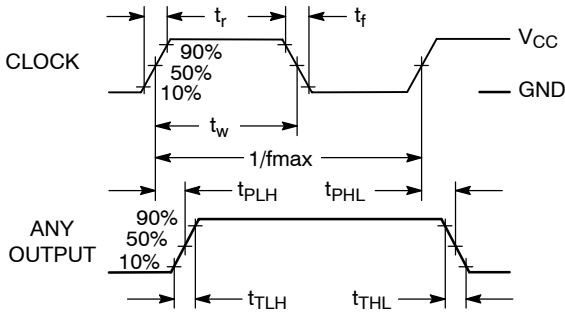 tr tf
CLOCK
90%
50%
10%
VCC
GND
tw
1/fmax
tPLH tPHL
ANY
OUTPUT
90%
50%
10%
tTLH tTHL